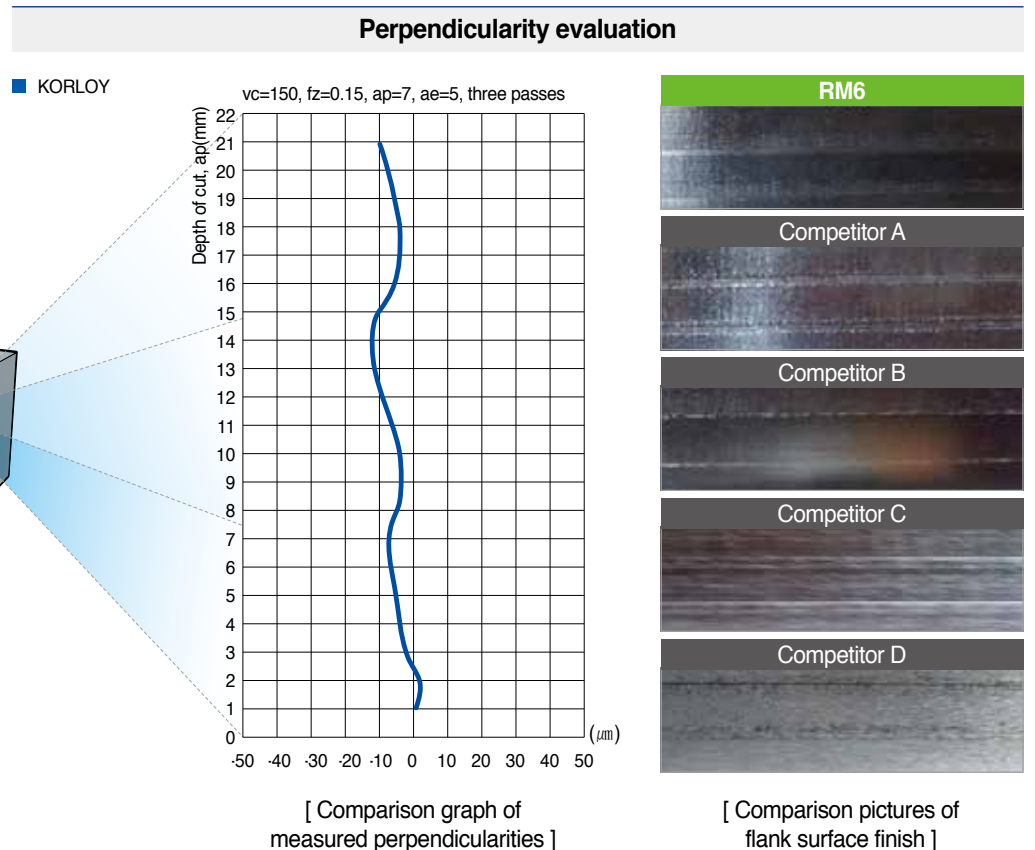 Perpendicularity evaluation
KORLOY
vc=150, fz=0.15, ap=7, ae=5, three passes
Depth of cut, ap(mm)
22
21
20
19
18
17
16
15
14
13
12
11
10
9
8
7
6
5
4
3
2
1
0
-50 -40 -30 -20 -10 0 10 20 30 40 50
(㎛)
[ Comparison graph of
measured perpendicularities ]
RM6
Competitor A
Competitor B
Competitor C
Competitor D
[ Comparison pictures of
flank surface finish ]